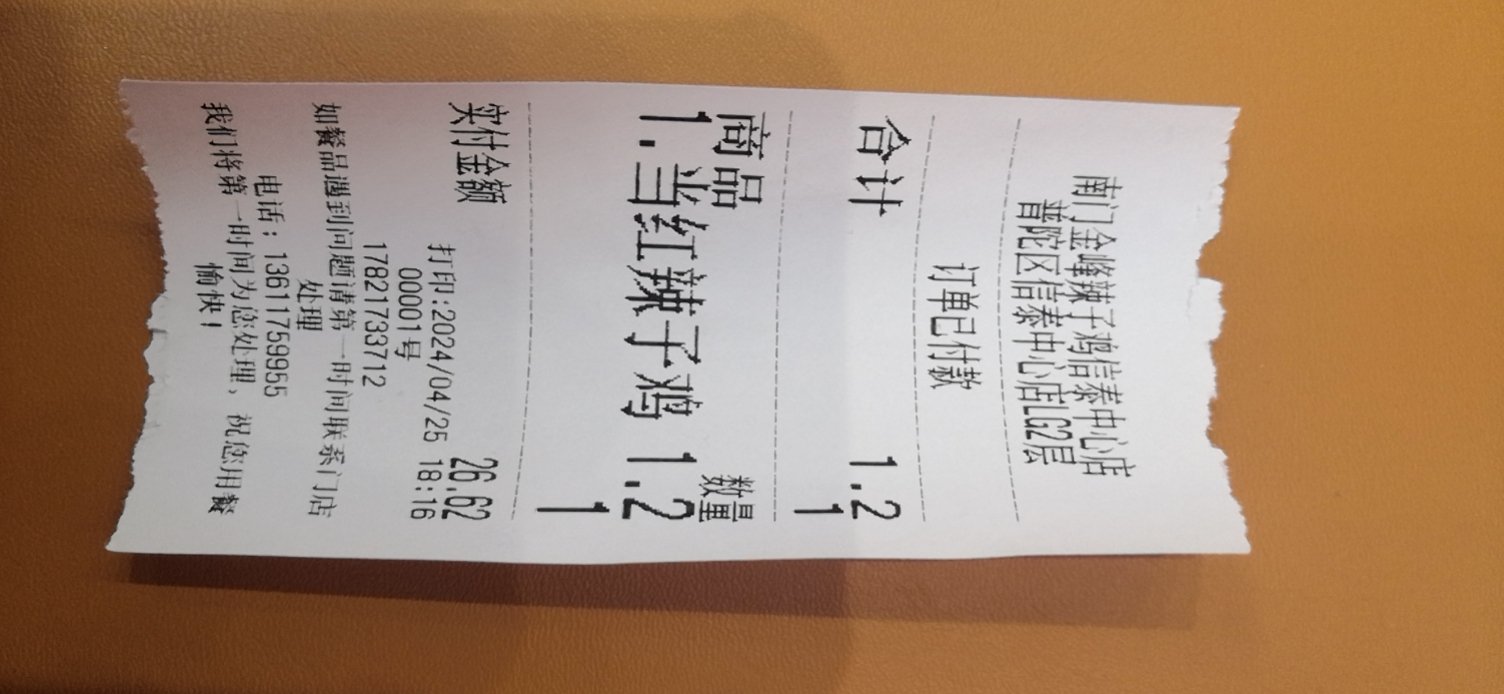 南门金峰辣子鸡信泰中心店
普陀区信泰中心店LG2层
订单已付款
合计 1.2
1
商品 数量
1.当红辣子鸡 1.2
1
实付金额 26.62
打印:2024/04/25 18:16
00001号
17821733712
如餐品遇到问题请第一时间联系门店
处理
电话：13611759955
我们将第一时间为您处理，祝您用餐
愉快！